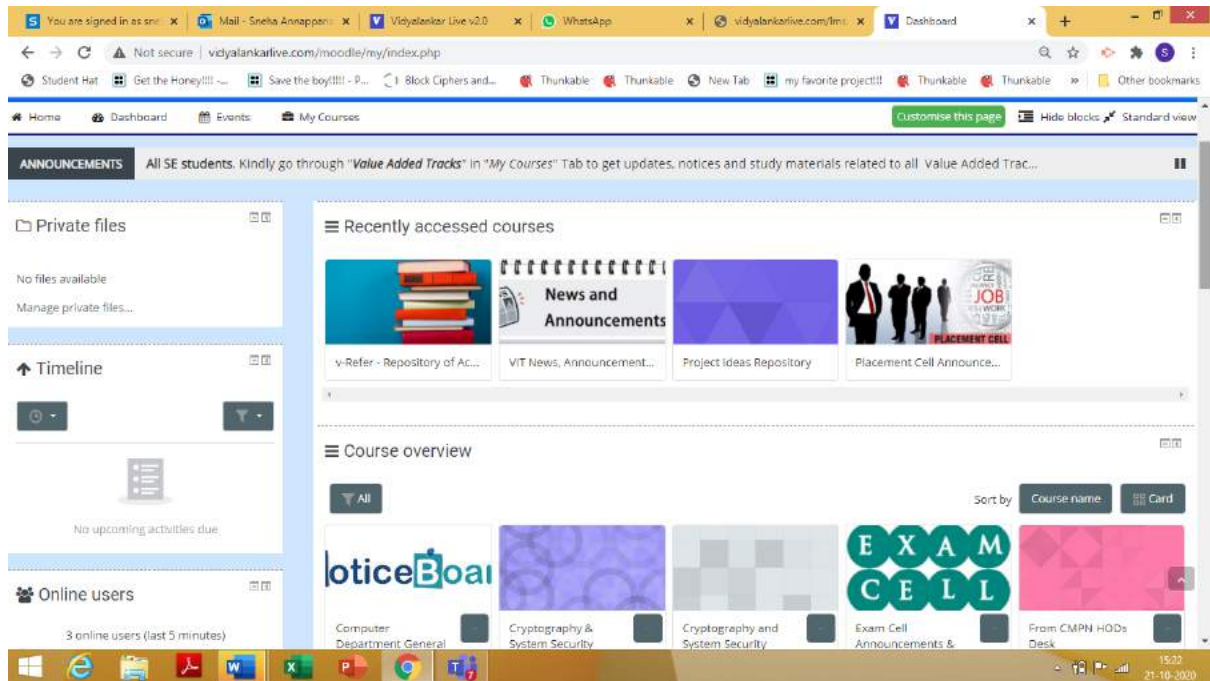 You are signed in as sne
Mail - Sneha Annappan
Vidyalankar Live v2.0
WhatsApp
vidyalankarlive.com/lms
Dashboard
Not secure | vidyalankarlive.com/moodle/my/index.php
S
Student Hat
Get the Honey!!!! -...
Save the boy!!!!! - P...
Block Ciphers and...
Thunkable
Thunkable
New Tab
my favorite project!!!
Thunkable
Thunkable
»
Other bookmarks
Home
Dashboard
Events
My Courses
Customise this page
Hide blocks
Standard view
ANNOUNCEMENTS
All SE students. Kindly go through "Value Added Tracks" in "My Courses" Tab to get updates, notices and study materials related to all Value Added Trac...
Private files
No files available
Manage private files...
Timeline
No upcoming activities due
Online users
3 online users (last 5 minutes)
Recently accessed courses
News and
Announcements
JOB
PLACEMENT CELL
v-Refer - Repository of Ac...
VIT News, Announcement...
Project Ideas Repository
Placement Cell Announce...
Course overview
All
Sort by
Course name
Card
oticeBoar
EXAM
CELL
Computer
Department General
Cryptography &
System Security
Cryptography and
System Security
Exam Cell
Announcements &
From CMPN HODs
Desk
15:22
21-10-2020